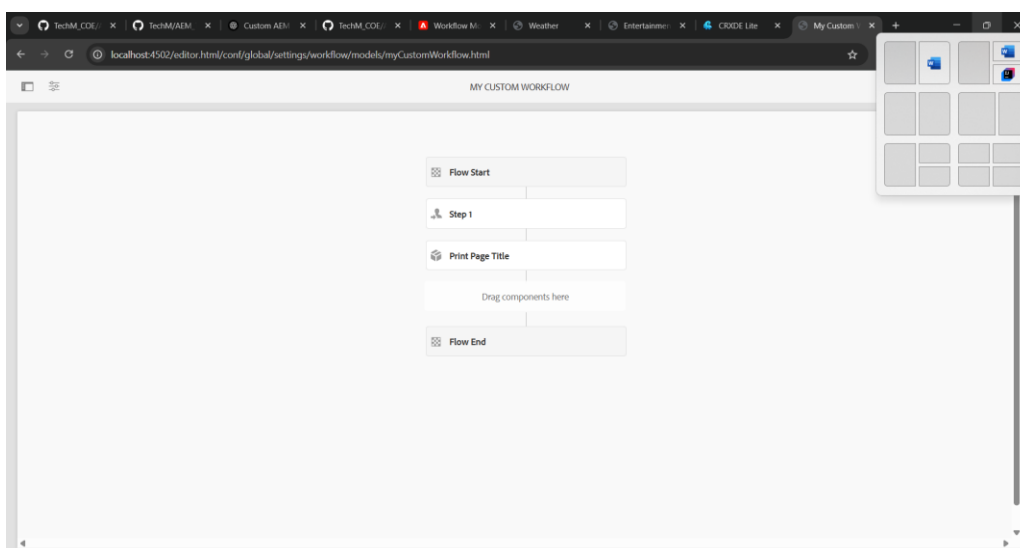 TechM_COE/ TechM/AEM_ Custom AEM TechM_COE/ Workflow Mo Weather Entertainmen CRXDE Lite My Custom W
localhost:4502/editor.html/conf/global/settings/workflow/models/myCustomWorkflow.html
MY CUSTOM WORKFLOW
Flow Start
Step 1
Print Page Title
Drag components here
Flow End